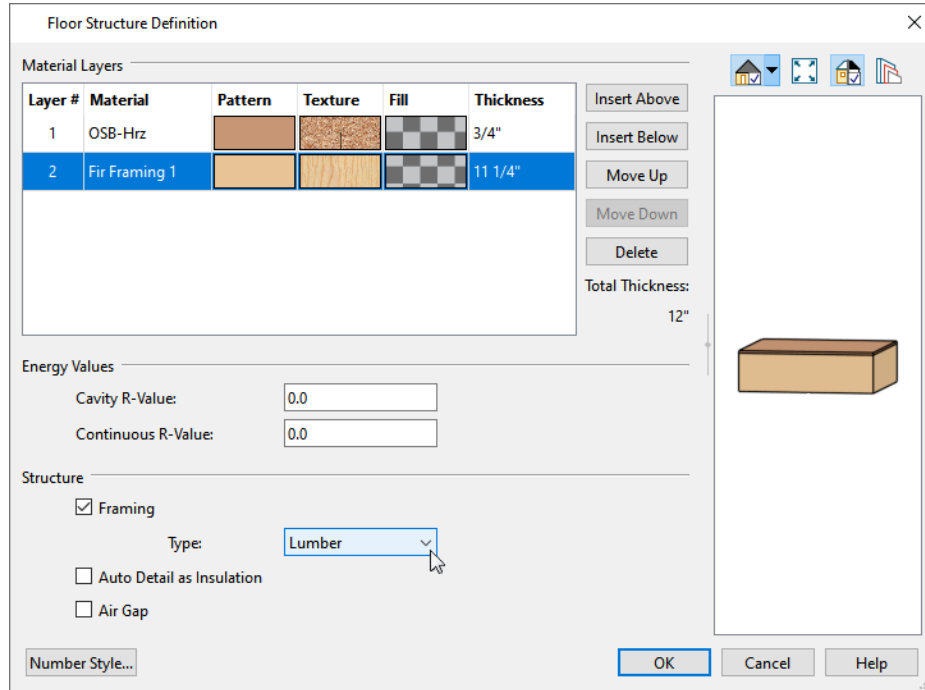 Floor Structure Definition
Material Layers
Layer # Material Pattern Texture Fill Thickness
1 OSB-Hrz 3/4"
2 Fir Framing 1 11 1/4"
Insert Above
Insert Below
Move Up
Move Down
Delete
Total Thickness:
12"
Energy Values
Cavity R-Value: 0.0
Continuous R-Value: 0.0
Structure
Framing
Type: Lumber
Auto Detail as Insulation
Air Gap
Number Style... OK Cancel Help